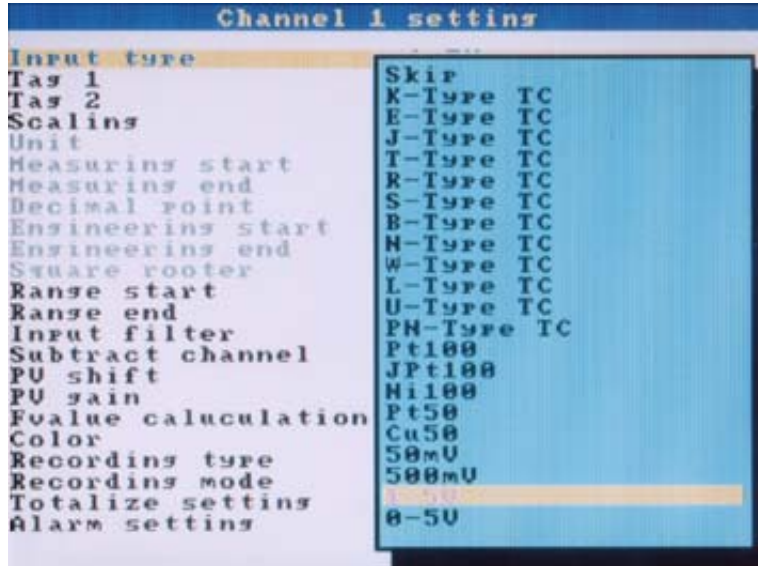 Channel 1 setting
Input type
Tag 1
Tag 2
Scaling
Unit
Measuring start
Measuring end
Decimal point
Engineering start
Engineering end
Square rooter
Range start
Range end
Input filter
Subtract channel
PV shift
PV gain
Fvalue caluculation
Color
Recording type
Recording mode
Totalize setting
Alarm setting
Skip
K-Type TC
E-Type TC
J-Type TC
T-Type TC
R-Type TC
S-Type TC
B-Type TC
N-Type TC
W-Type TC
L-Type TC
U-Type TC
PN-Type TC
Pt100
JPt100
Ni100
Pt50
Cu50
50mV
500mV
1-5V
0-5V